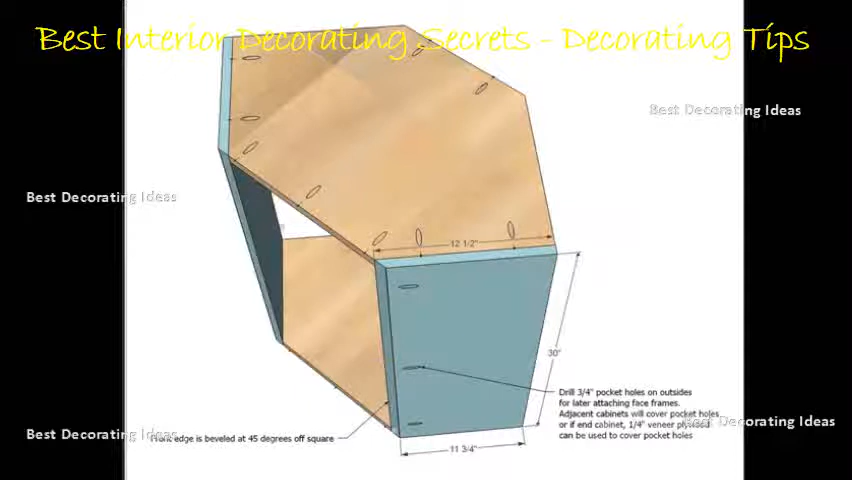 Best Interior Decorating Secrets - Decorating Tips
Best Decorating Ideas
Best Decorating Ideas
12 1/2"
30"
Drill 3/4" pocket holes on outsides
for later attaching face frames.
Adjacent cabinets will cover pocket holes,
or if end cabinet, 1/4" veneer plywood
can be used to cover pocket holes
Best Decorating Ideas
Best Decorating Ideas
Front edge is beveled at 45 degrees off square
11 3/4"